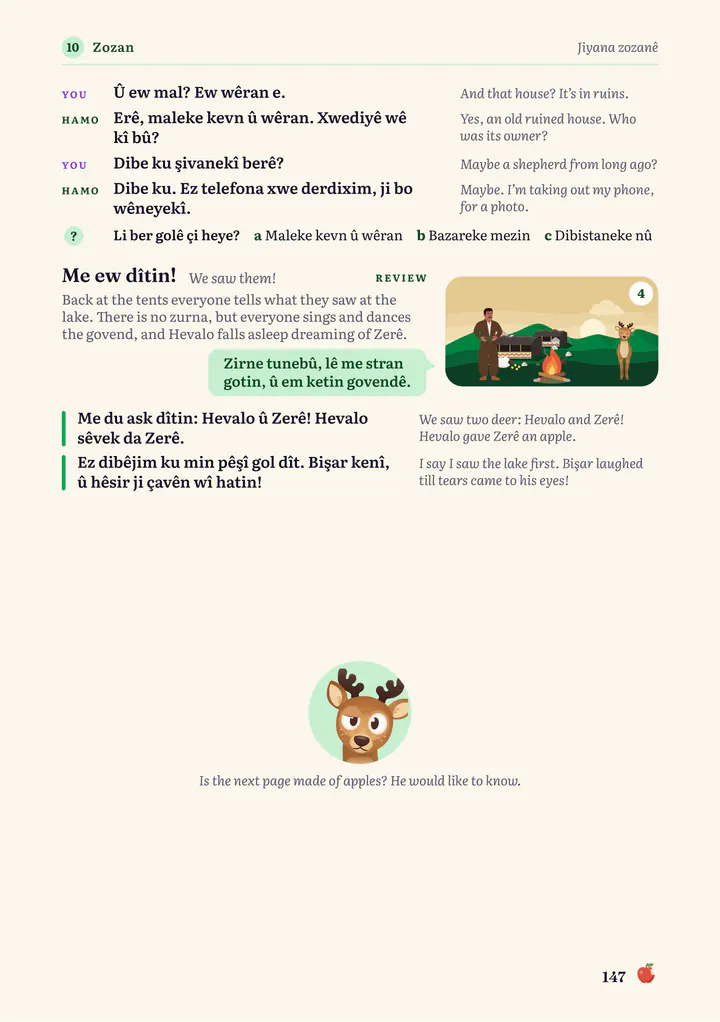 10 Zozan
Jiyana zozanê
YOU Û ew mal? Ew wêran e. And that house? It’s in ruins.
HAMO Erê, maleke kevn û wêran. Xwediyê wê Yes, an old ruined house. Who
kî bû? was its owner?
YOU Dibe ku şivanekî berê? Maybe a shepherd from long ago?
HAMO Dibe ku. Ez telefona xwe derdixim, ji bo Maybe. I’m taking out my phone,
wêneyekî. for a photo.
? Li ber golê çi heye? a Maleke kevn û wêran b Bazareke mezin c Dibistaneke nû
Me ew dîtin! We saw them! REVIEW
4
Back at the tents everyone tells what they saw at the
lake. There is no zurna, but everyone sings and dances
the govend, and Hevalo falls asleep dreaming of Zerê.
Zirne tunebû, lê me stran
gotin, û em ketin govendê.
Me du ask dîtin: Hevalo û Zerê! Hevalo We saw two deer: Hevalo and Zerê!
sêvek da Zerê. Hevalo gave Zerê an apple.
Ez dibêjim ku min pêşî gol dît. Bişar kenî, I say I saw the lake first. Bişar laughed
û hêsir ji çavên wî hatin! till tears came to his eyes!
Is the next page made of apples? He would like to know.
147